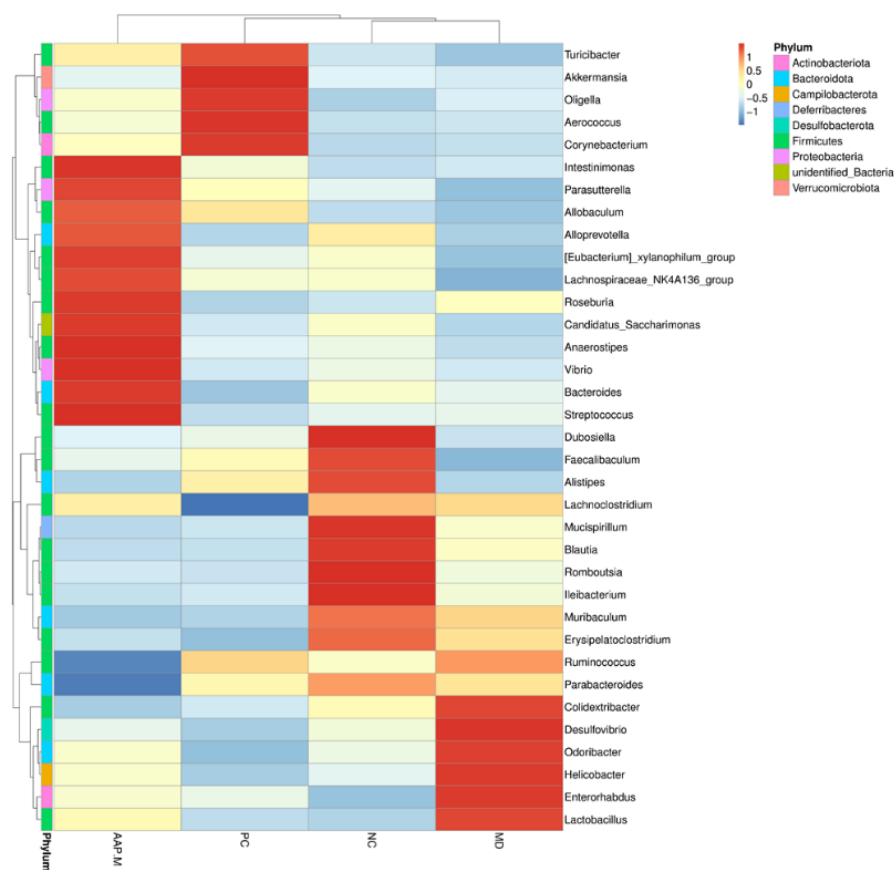 Turicibacter
Akkermansia
Oligella
Aerococcus
Corynebacterium
Intestinimonas
Parasutterella
Allobaculum
Alloprevotella
[Eubacterium]_xylanophilum_group
Lachnospiraceae_NK4A136_group
Roseburia
Candidatus_Saccharimonas
Anaerostipes
Vibrio
Bacteroides
Streptococcus
Dubosiella
Faecalibaculum
Alistipes
Lachnoclostridium
Mucispirillum
Blautia
Romboutsia
Ileibacterium
Muribaculum
Erysipelatoclostridium
Ruminococcus
Parabacteroides
Colidextribacter
Desulfovibrio
Odoribacter
Helicobacter
Enterorhabdus
Lactobacillus
Phylum
AAP.M
PC
NC
MD
1
0.5
0
−0.5
−1
Phylum
Actinobacteriota
Bacteroidota
Campilobacterota
Deferribacteres
Desulfobacterota
Firmicutes
Proteobacteria
unidentified_Bacteria
Verrucomicrobiota